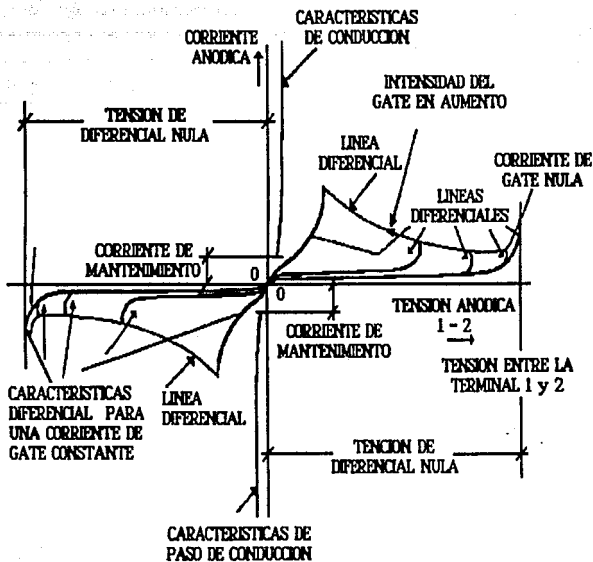 CARACTERISTICAS
DE CONDUCCION
CORRIENTE
ANODICA
INTENSIDAD DEL
GATE EN AUMENTO
TENSION DE
DIFERENCIAL NULA
LINEA
DIFERENCIAL
CORRIENTE DE
GATE NULA
LINEAS
DIFERENCIALES
CORRIENTE DE
MANTENIMIENTO
0
0
TENSION ANODICA
1 - 2
CORRIENTE DE
MANTENIMIENTO
TENSION ENTRE LA
TERMINAL 1 y 2
CARACTERISTICAS
DIFERENCIAL PARA
UNA CORRIENTE DE
GATE CONSTANTE
LINEA
DIFERENCIAL
TENCION DE
DIFERENCIAL NULA
CARACTERISTICAS DE
PASO DE CONDUCCION